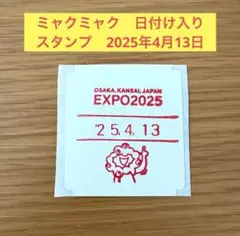 ミャクミャク　日付け入り
スタンプ　2025年4月13日
OSAKA, KANSAI, JAPAN
EXPO2025
'25.4.13